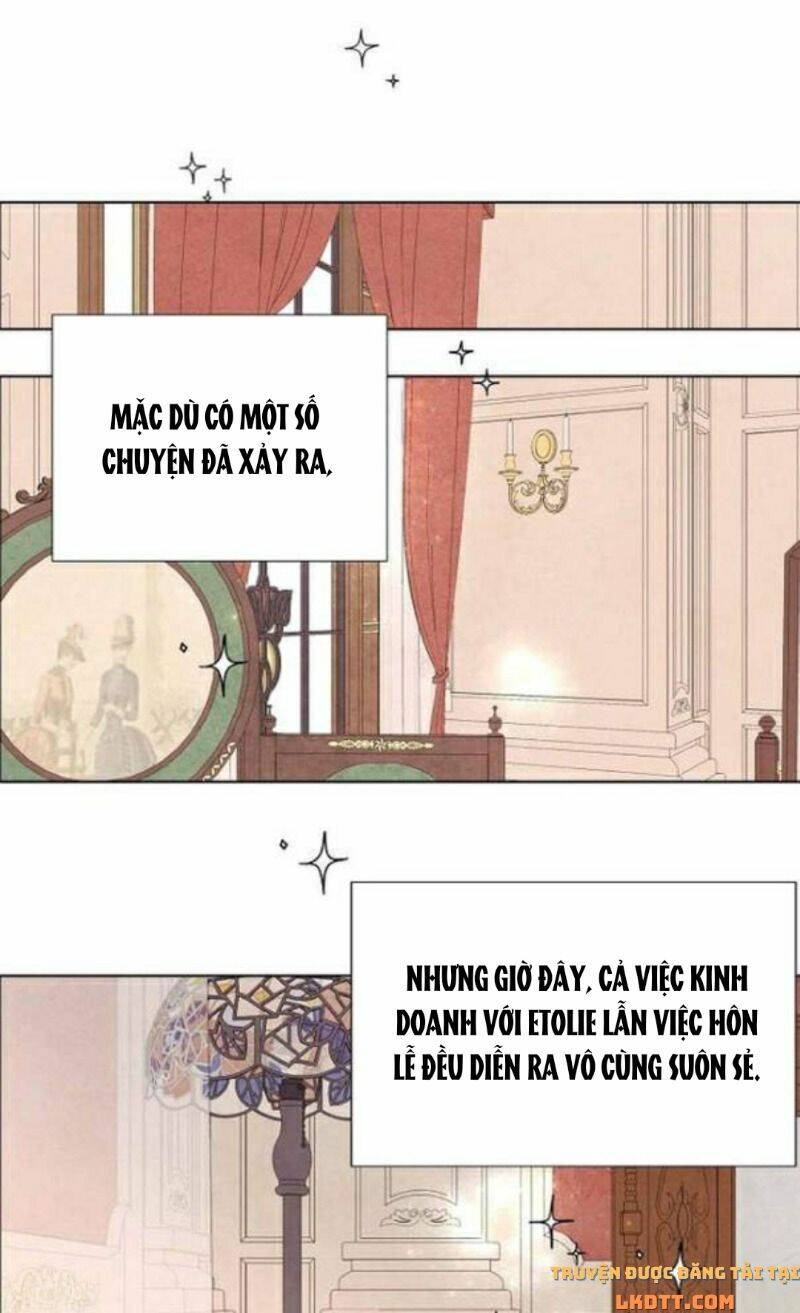 MẶC DÙ CÓ MỘT SỐ
CHUYỆN ĐÃ XẢY RA,
NHƯNG GIỜ ĐÂY, CẢ VIỆC KINH
DOANH VỚI ETOLIE LẪN VIỆC HÔN
LỄ ĐỀU DIỄN RA VÔ CÙNG SUÔN SẺ.
TRUYỆN ĐƯỢC ĐĂNG TẢI TẠI
LKDTT.COM